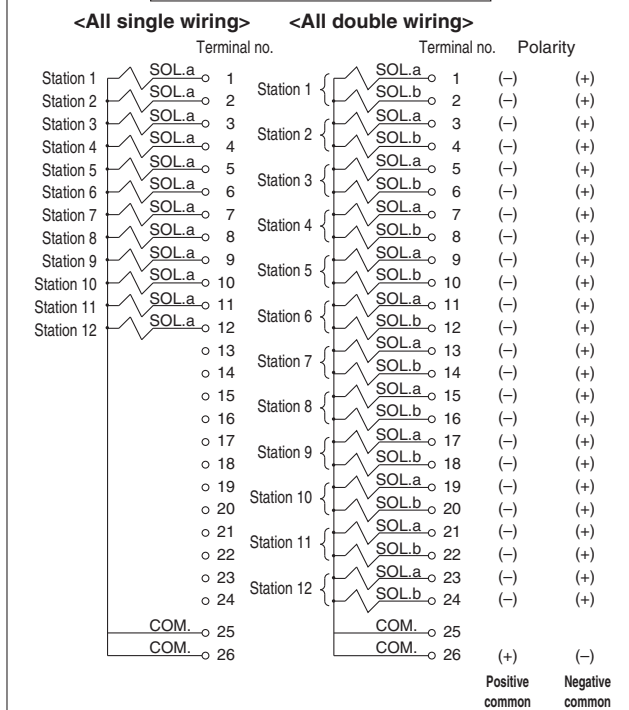 <All single wiring> <All double wiring>
Terminal no. Terminal no. Polarity
Station 1 SOL.a 1 Station 1 SOL.a 1 (–) (+)
Station 2 SOL.a 2 SOL.b 2 (–) (+)
Station 3 SOL.a 3 Station 2 SOL.a 3 (–) (+)
Station 4 SOL.a 4 SOL.b 4 (–) (+)
Station 5 SOL.a 5 Station 3 SOL.a 5 (–) (+)
Station 6 SOL.a 6 SOL.b 6 (–) (+)
Station 7 SOL.a 7 Station 4 SOL.a 7 (–) (+)
Station 8 SOL.a 8 SOL.b 8 (–) (+)
Station 9 SOL.a 9 Station 5 SOL.a 9 (–) (+)
Station 10 SOL.a 10 SOL.b 10 (–) (+)
Station 11 SOL.a 11 Station 6 SOL.a 11 (–) (+)
Station 12 SOL.a 12 SOL.b 12 (–) (+)
13 Station 7 SOL.a 13 (–) (+)
14 SOL.b 14 (–) (+)
15 Station 8 SOL.a 15 (–) (+)
16 SOL.b 16 (–) (+)
17 Station 9 SOL.a 17 (–) (+)
18 SOL.b 18 (–) (+)
19 Station 10 SOL.a 19 (–) (+)
20 SOL.b 20 (–) (+)
21 Station 11 SOL.a 21 (–) (+)
22 SOL.b 22 (–) (+)
23 Station 12 SOL.a 23 (–) (+)
24 SOL.b 24 (–) (+)
COM. 25 COM. 25
COM. 26 COM. 26 (+) (–)
Positive Negative
common common